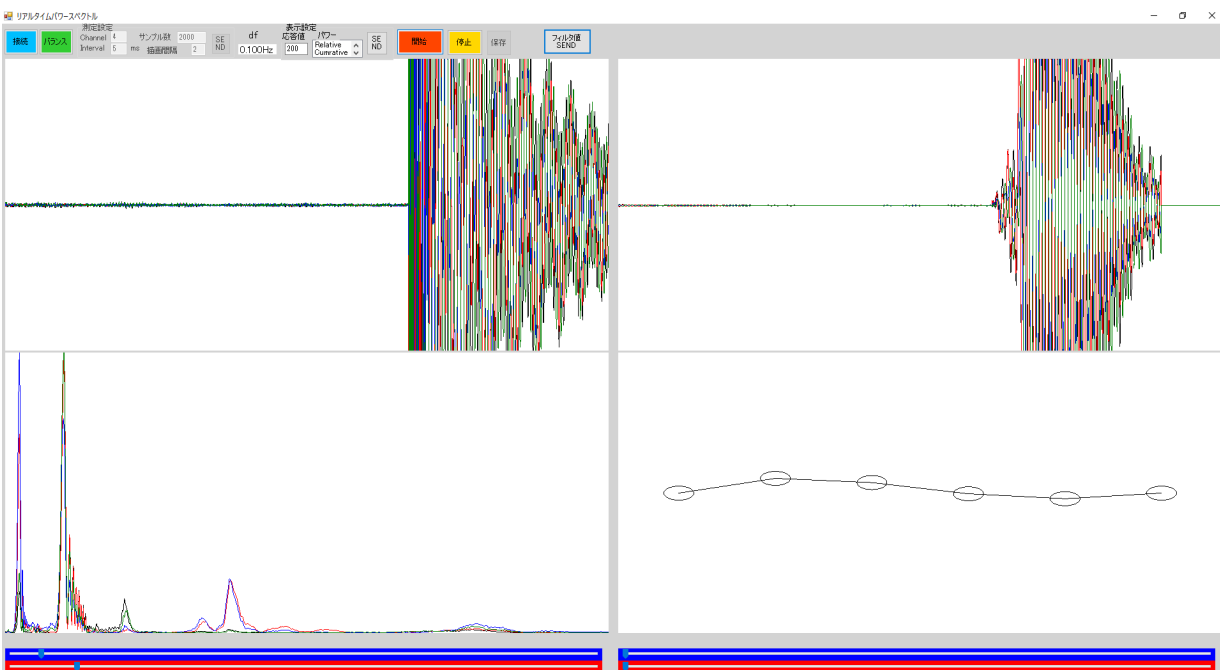 リアルタイムパワースペクトル
接続
バランス
測定設定
Channel 4 サンプル数 2000
Interval 5 ms 描画間隔 2
SE
ND
df
0.100Hz
表示設定
応答値 パワー
200
Relative
Cumrative
SE
ND
開始
停止
保存
フィルタ値
SEND